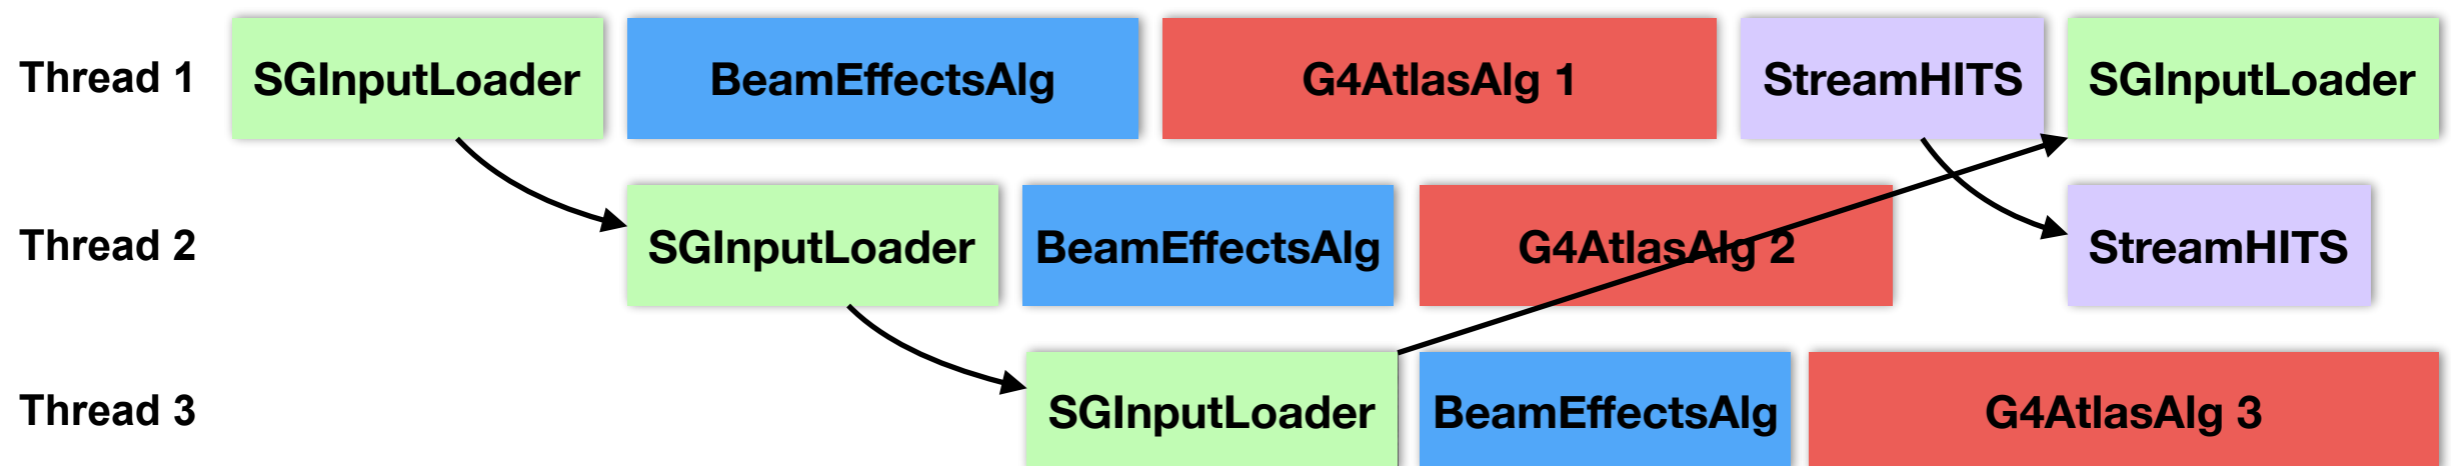 Thread 1 SGInputLoader BeamEffectsAlg G4AtlasAlg 1 StreamHITS SGInputLoader
Thread 2 SGInputLoader BeamEffectsAlg G4AtlasAlg 2 StreamHITS
Thread 3 SGInputLoader BeamEffectsAlg G4AtlasAlg 3